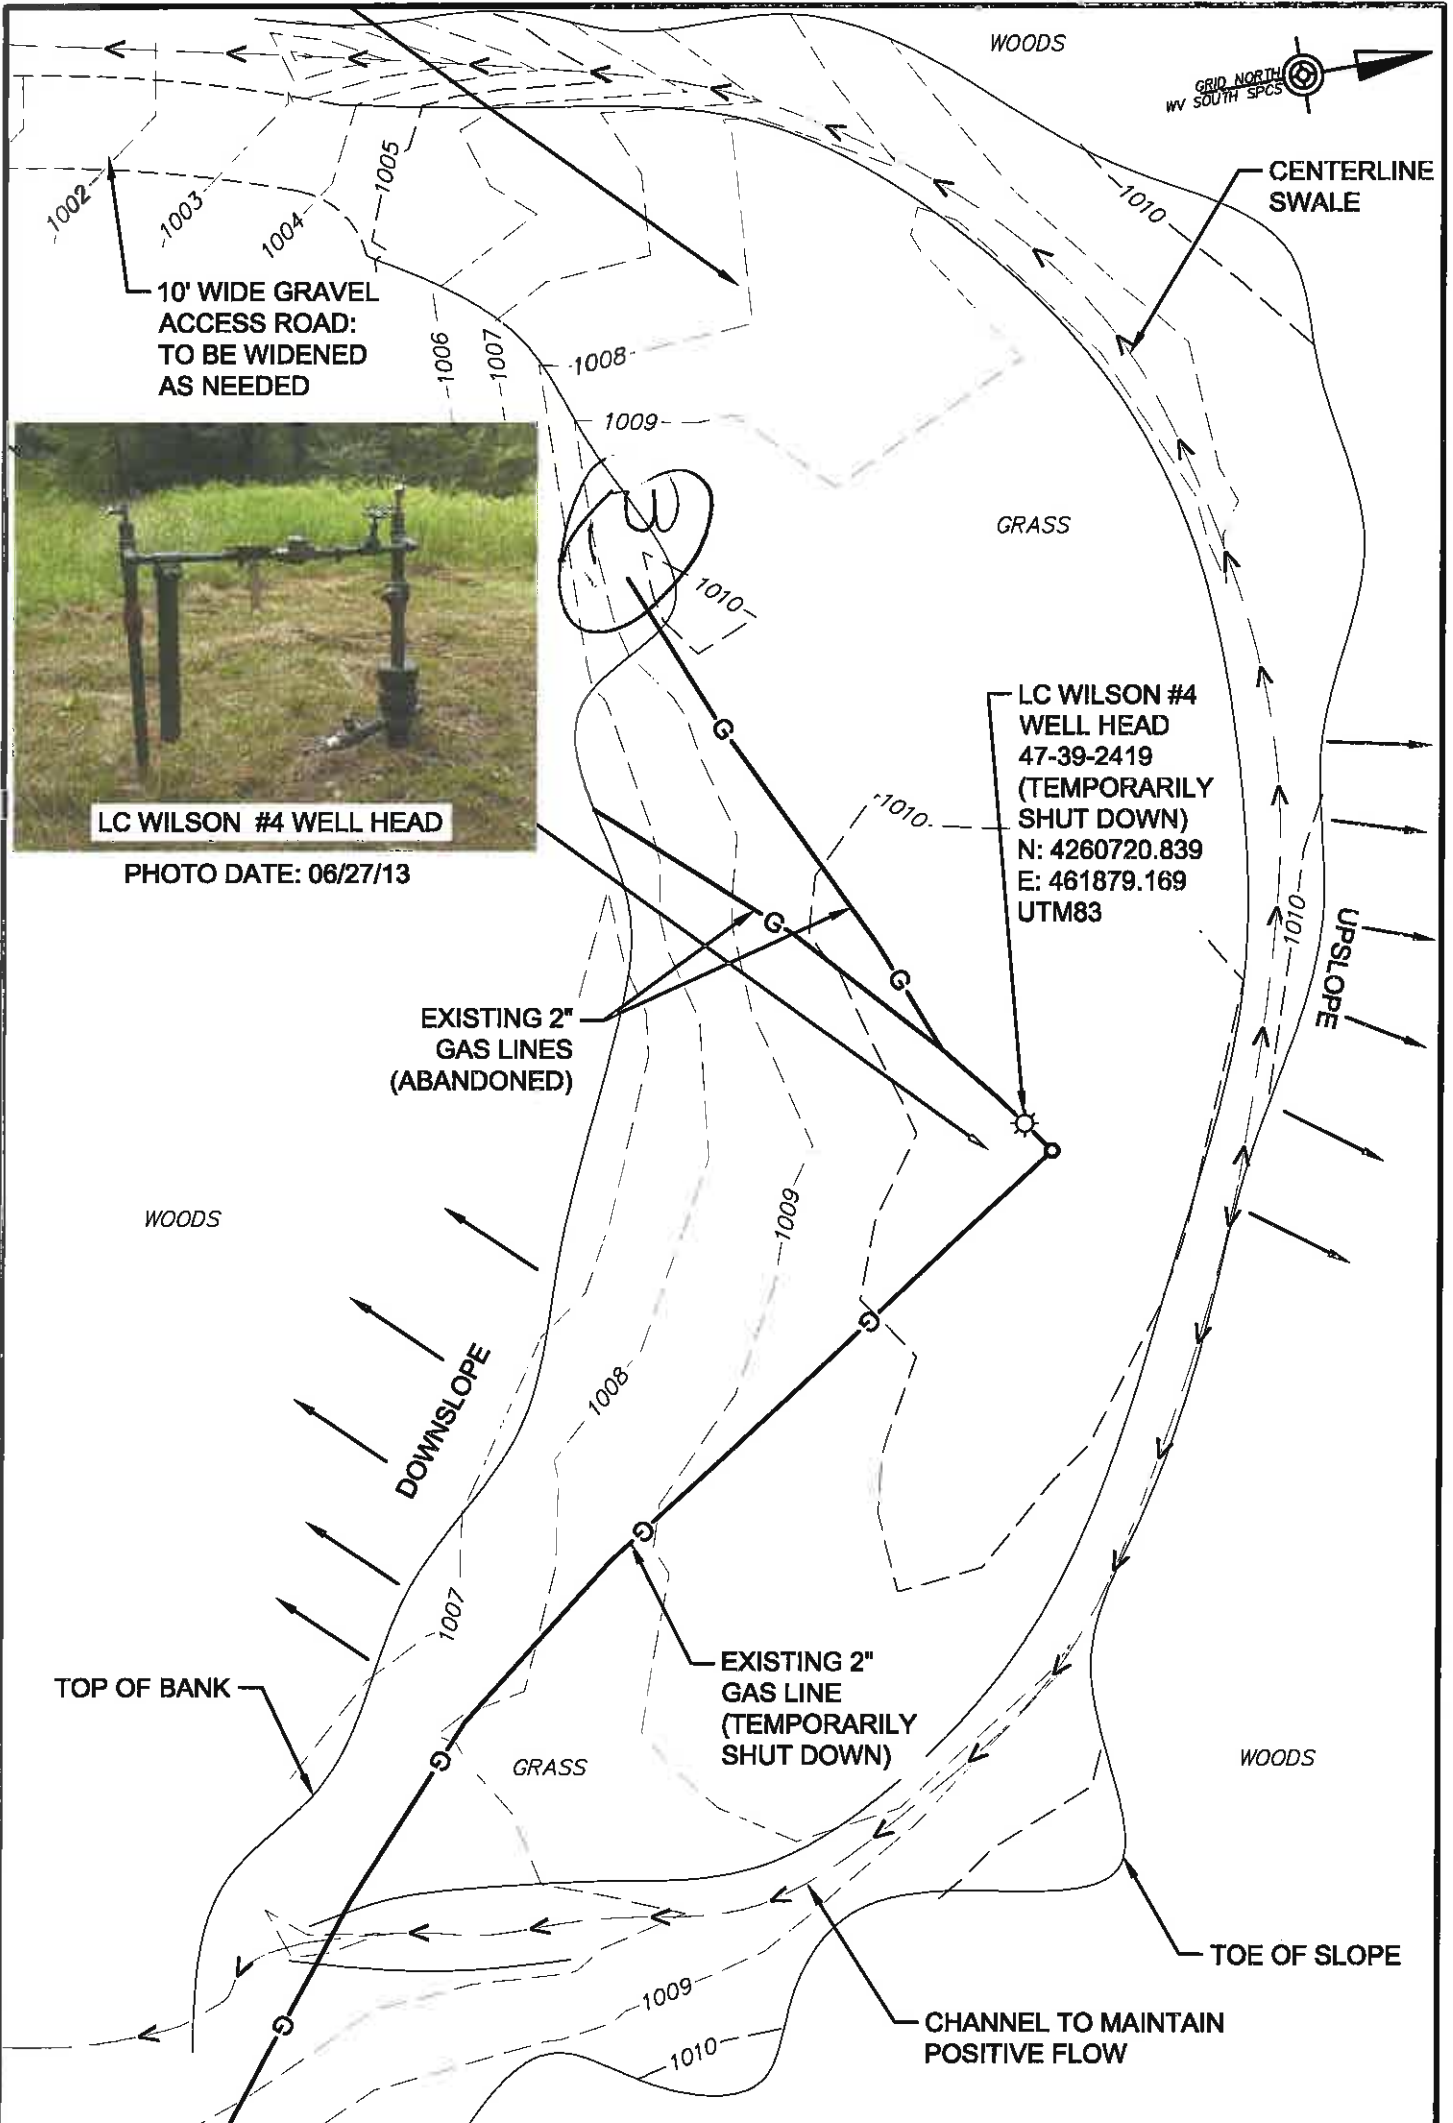 WOODS
GRID NORTH
WV SOUTH SPCS
CENTERLINE
SWALE
1002
1003
1004
1005
1010
10' WIDE GRAVEL
ACCESS ROAD:
TO BE WIDENED
AS NEEDED
1006
1007
1008
1009
GRASS
1010
LC WILSON #4 WELL HEAD
PHOTO DATE: 06/27/13
LC WILSON #4
WELL HEAD
47-39-2419
(TEMPORARILY
SHUT DOWN)
N: 4260720.839
E: 461879.169
UTM83
1010
1010
UPSLOPE
G
G
G
EXISTING 2"
GAS LINES
(ABANDONED)
WOODS
1009
G
DOWNSLOPE
1008
G
1007
TOP OF BANK
EXISTING 2"
GAS LINE
(TEMPORARILY
SHUT DOWN)
G
GRASS
WOODS
TOE OF SLOPE
1009
G
CHANNEL TO MAINTAIN
POSITIVE FLOW
1010